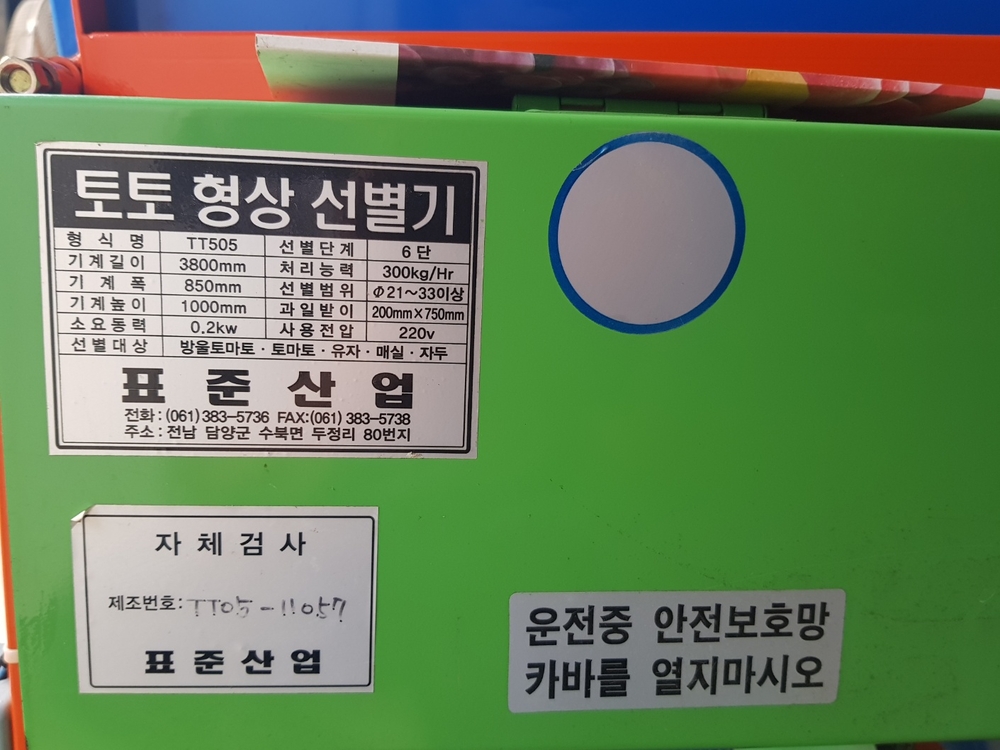 토토 형상 선별기
형식명 TT505 선별단계 6단
기계길이 3800mm 처리능력 300kg/Hr
기계폭 850mm 선별범위 Φ21~33이상
기계높이 1000mm 과일받이 200mm×750mm
소요동력 0.2kw 사용전압 220v
선별대상 방울토마토·토마토·유자·매실·자두
표준산업
전화:(061)383-5736 FAX:(061)383-5738
주소:전남 담양군 수북면 두정리 80번지
자체검사
제조번호:TT05-11057
표준산업
운전중 안전보호망
카바를 열지마시오